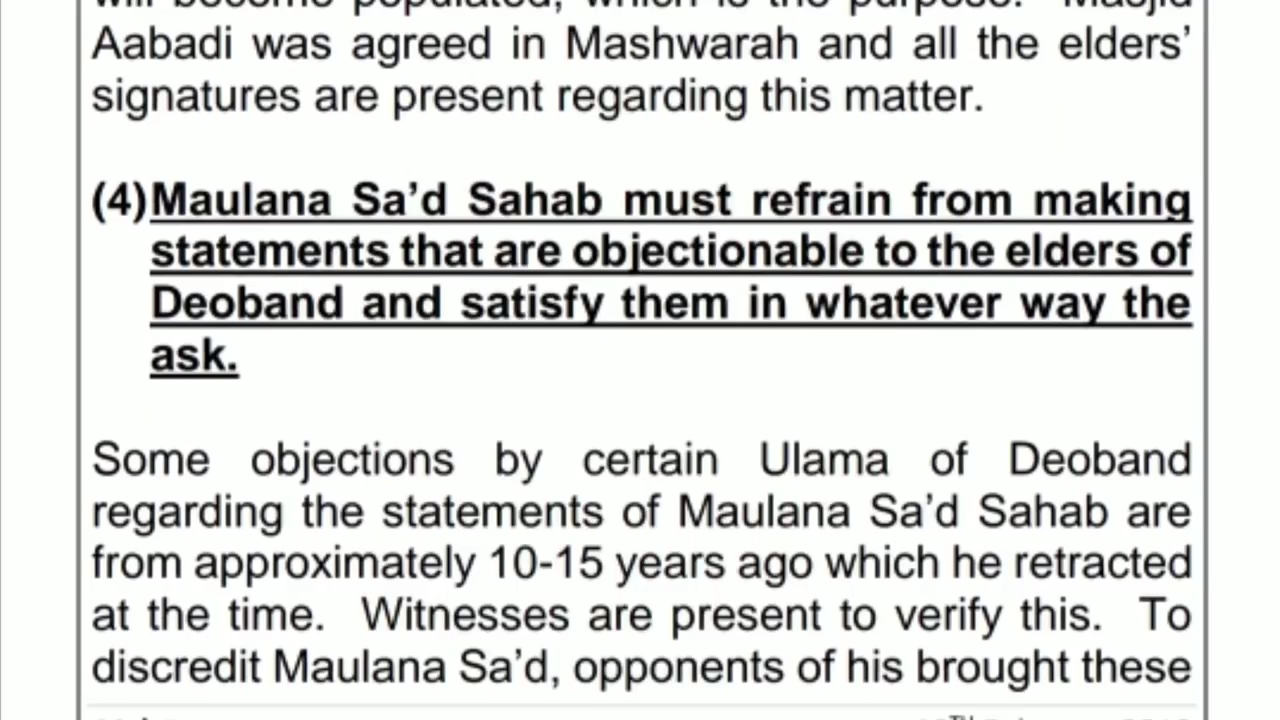 Aabadi was agreed in Mashwarah and all the elders’
signatures are present regarding this matter.
(4)Maulana Sa’d Sahab must refrain from making
statements that are objectionable to the elders of
Deoband and satisfy them in whatever way the
ask.
Some objections by certain Ulama of Deoband
regarding the statements of Maulana Sa’d Sahab are
from approximately 10-15 years ago which he retracted
at the time. Witnesses are present to verify this. To
discredit Maulana Sa’d, opponents of his brought these